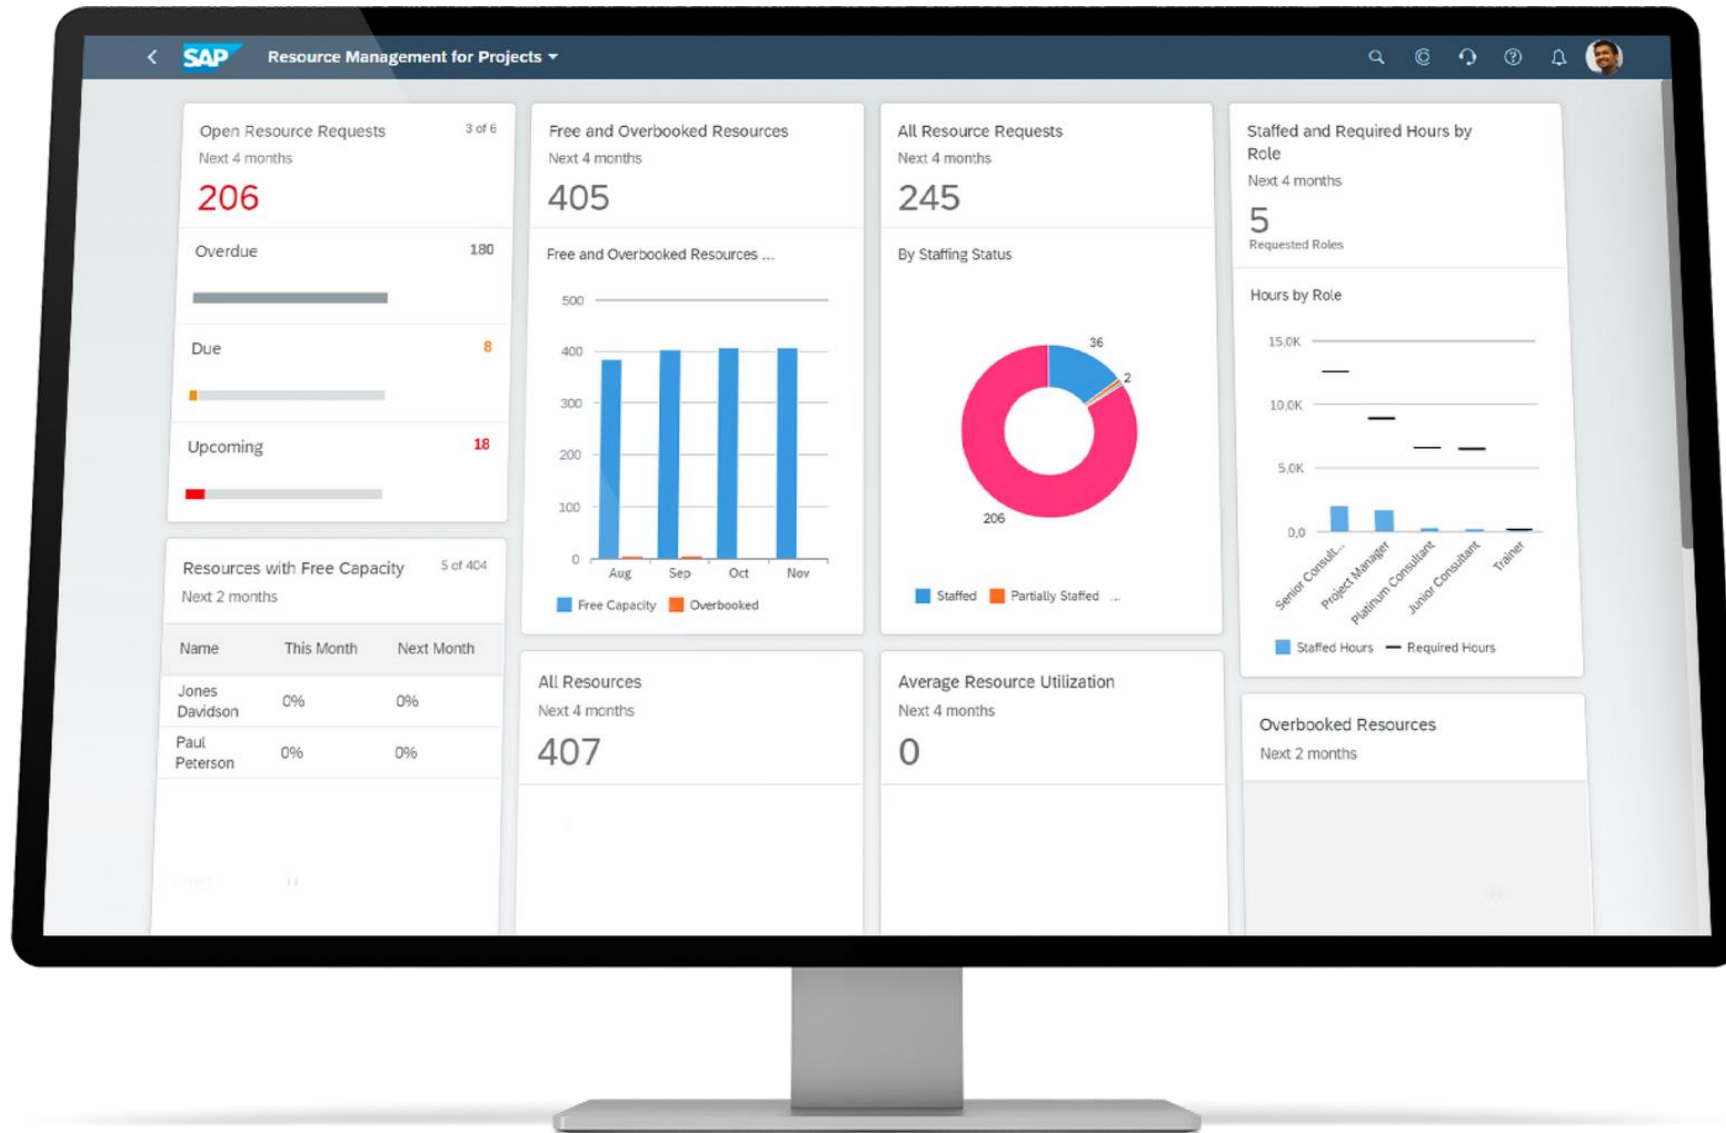 SAP
Resource Management for Projects
Open Resource Requests
3 of 6
Next 4 months
206
Overdue
180
Due
8
Upcoming
18
Resources with Free Capacity
5 of 404
Next 2 months
Name This Month Next Month
Jones
Davidson
0% 0%
Paul
Peterson
0% 0%
Free and Overbooked Resources
Next 4 months
405
Free and Overbooked Resources ...
500
400
300
200
100
0
Aug Sep Oct Nov
Free Capacity Overbooked
All Resources
Next 4 months
407
All Resource Requests
Next 4 months
245
By Staffing Status
36
2
206
Staffed Partially Staffed ...
Average Resource Utilization
Next 4 months
0
Staffed and Required Hours by
Role
Next 4 months
5
Requested Roles
Hours by Role
15,0K
10,0K
5,0K
0,0
Senior Consult...
Project Manager
Platinum Consultant
Junior Consultant
Trainer
Staffed Hours Required Hours
Overbooked Resources
Next 2 months